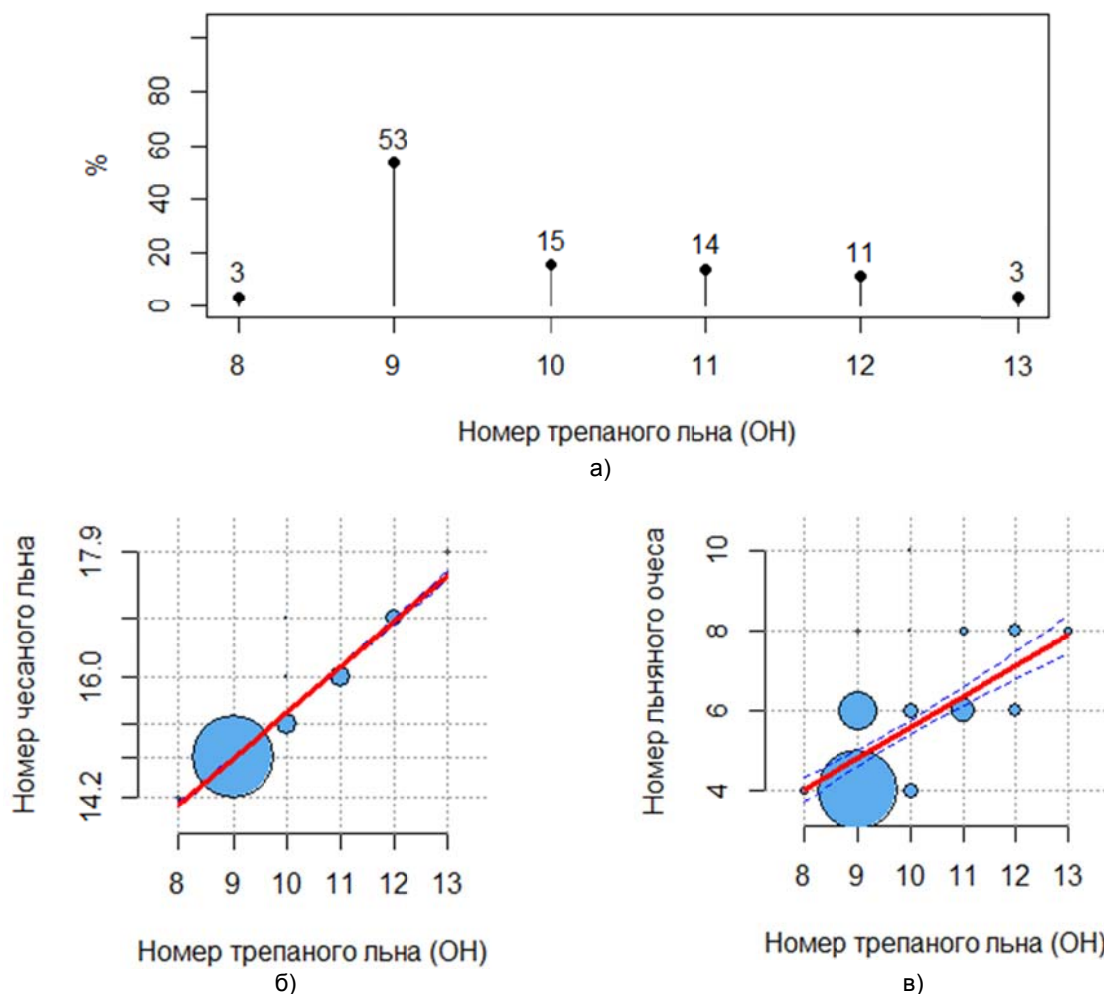 %
80
60
40
20
0
3
53
15
14
11
3
8 9 10 11 12 13
Номер трепаного льна (ОН)
а)
Номер чесаного льна
17.9
16.0
14.2
8 9 10 11 12 13
Номер трепаного льна (ОН)
б)
Номер льняного очеса
10
8
6
4
8 9 10 11 12 13
Номер трепаного льна (ОН)
в)